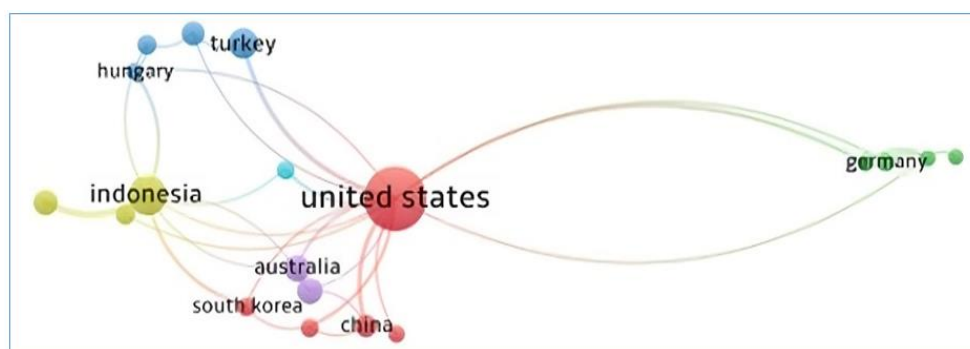 turkey
hungary
germany
indonesia
united states
australia
south korea
china